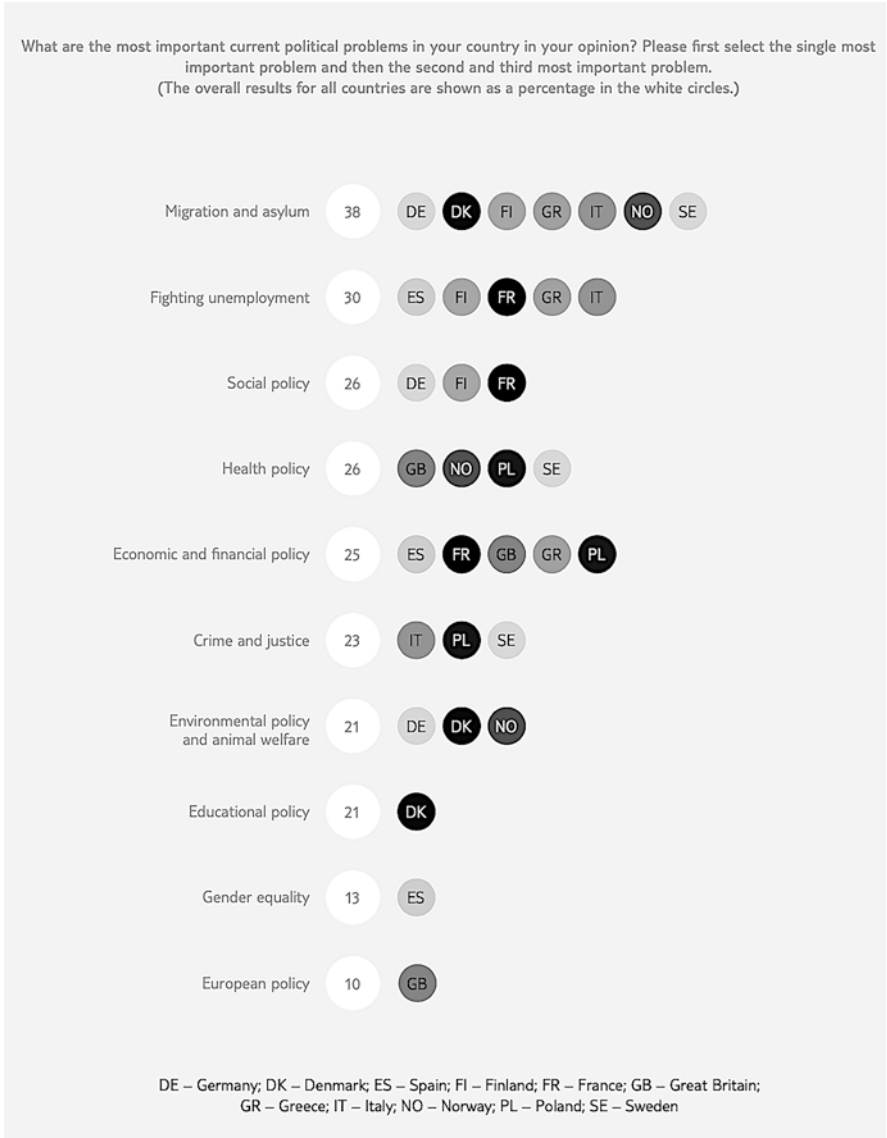 What are the most important current political problems in your country in your opinion? Please first select the single most
important problem and then the second and third most important problem.
(The overall results for all countries are shown as a percentage in the white circles.)
Migration and asylum 38 DE DK FI GR IT NO SE
Fighting unemployment 30 ES FI FR GR IT
Social policy 26 DE FI FR
Health policy 26 GB NO PL SE
Economic and financial policy 25 ES FR GB GR PL
Crime and justice 23 IT PL SE
Environmental policy
and animal welfare 21 DE DK NO
Educational policy 21 DK
Gender equality 13 ES
European policy 10 GB
DE – Germany; DK – Denmark; ES – Spain; FI – Finland; FR – France; GB – Great Britain;
GR – Greece; IT – Italy; NO – Norway; PL – Poland; SE – Sweden